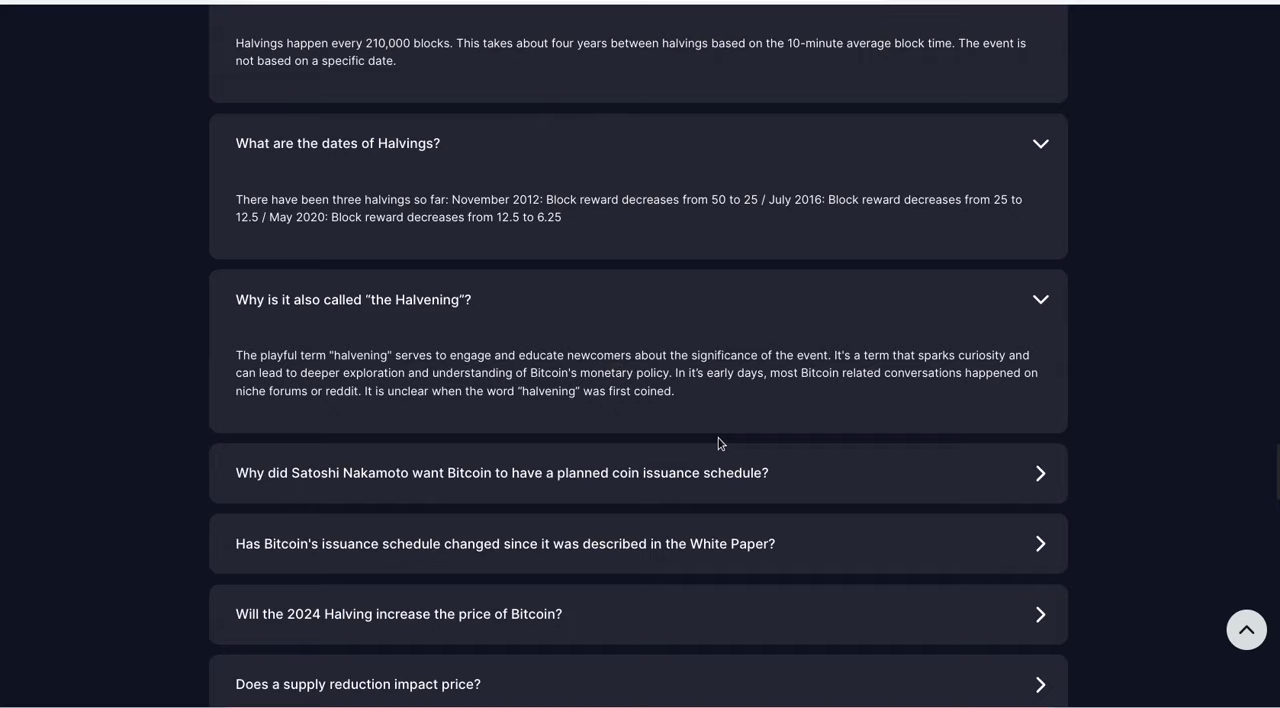 Halvings happen every 210,000 blocks. This takes about four years between halvings based on the 10-minute average block time. The event is
not based on a specific date.
What are the dates of Halvings?
There have been three halvings so far: November 2012: Block reward decreases from 50 to 25 / July 2016: Block reward decreases from 25 to
12.5 / May 2020: Block reward decreases from 12.5 to 6.25
Why is it also called “the Halvening”?
The playful term "halvening" serves to engage and educate newcomers about the significance of the event. It's a term that sparks curiosity and
can lead to deeper exploration and understanding of Bitcoin's monetary policy. In it’s early days, most Bitcoin related conversations happened on
niche forums or reddit. It is unclear when the word “halvening” was first coined.
Why did Satoshi Nakamoto want Bitcoin to have a planned coin issuance schedule?
Has Bitcoin's issuance schedule changed since it was described in the White Paper?
Will the 2024 Halving increase the price of Bitcoin?
Does a supply reduction impact price?